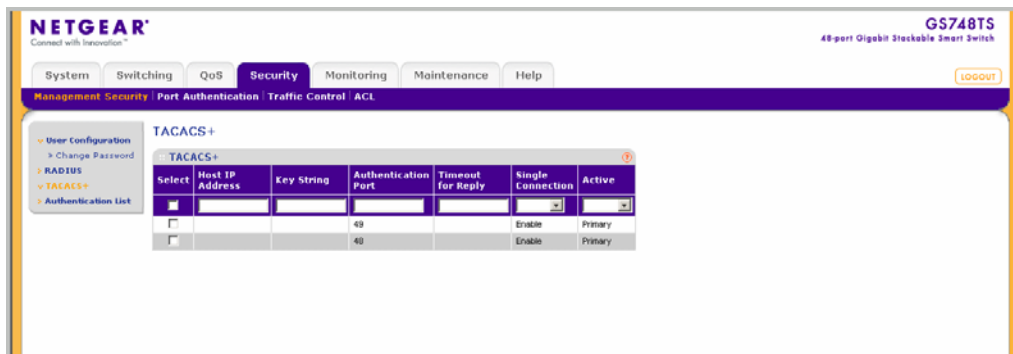 NETGEAR
Connect with Innovation™
GS748TS
48-port Gigabit Stackable Smart Switch
System Switching QoS Security Monitoring Maintenance Help
LOGOUT
Management Security Port Authentication Traffic Control ACL
User Configuration
Change Password
RADIUS
TACACS+
Authentication List
TACACS+
TACACS+ ?
Select Host IP Address Key String Authentication Port Timeout for Reply Single Connection Active
49 Enable Primary
48 Enable Primary